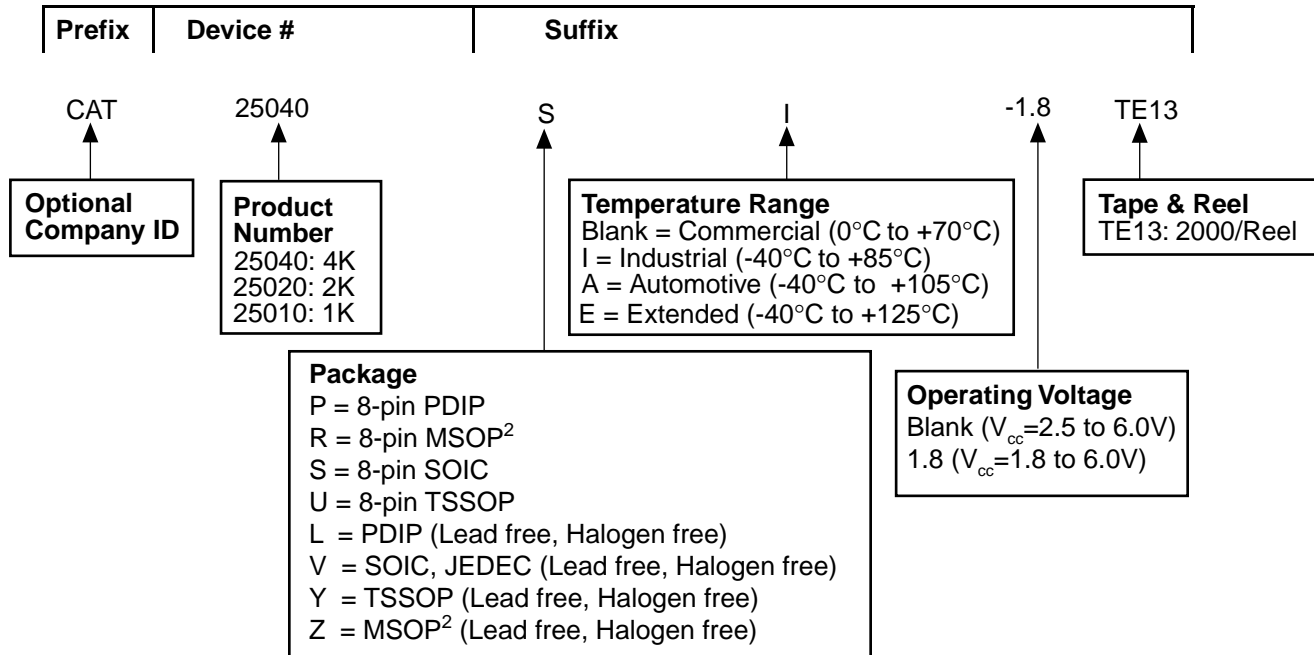 Prefix Device # Suffix
CAT 25040 S I -1.8 TE13
Optional
Company ID
Product
Number
25040: 4K
25020: 2K
25010: 1K
Temperature Range
Blank = Commercial (0°C to +70°C)
I = Industrial (-40°C to +85°C)
A = Automotive (-40°C to +105°C)
E = Extended (-40°C to +125°C)
Tape & Reel
TE13: 2000/Reel
Package
P = 8-pin PDIP
R = 8-pin MSOP²
S = 8-pin SOIC
U = 8-pin TSSOP
L = PDIP (Lead free, Halogen free)
V = SOIC, JEDEC (Lead free, Halogen free)
Y = TSSOP (Lead free, Halogen free)
Z = MSOP² (Lead free, Halogen free)
Operating Voltage
Blank (Vcc=2.5 to 6.0V)
1.8 (Vcc=1.8 to 6.0V)